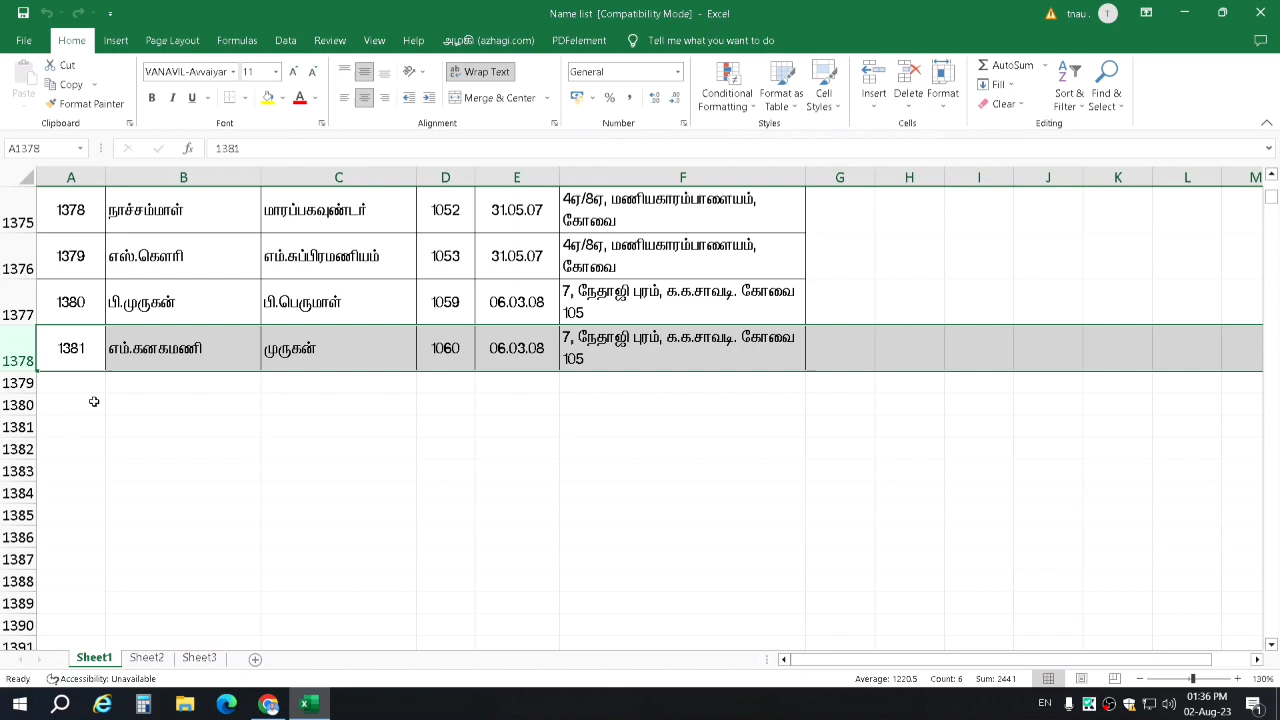 Name list [Compatibility Mode] - Excel
tnau .
T
File Home Insert Page Layout Formulas Data Review View Help அழகி (azhagi.com) PDFelement Tell me what you want to do
Paste
Cut
Copy
Format Painter
Clipboard
VANAVIL-Avvaiyar 11
B I U
Font
Wrap Text
Merge & Center
Alignment
General
Number
Conditional Formatting
Format as Table
Cell Styles
Styles
Insert Delete Format
Cells
AutoSum
Fill
Clear
Sort & Filter
Find & Select
Editing
A1378 fx 1381
A B C D E F G H I J K L M
1375 1378 நாச்சம்மாள் மாரப்பகவுண்டர் 1052 31.05.07 4ஏ/8ஏ, மணியகாரம்பாளையம்,
கோவை
1376 1379 எஸ்.கௌரி எம்.சுப்பிரமணியம் 1053 31.05.07 4ஏ/8ஏ, மணியகாரம்பாளையம்,
கோவை
1377 1380 பி.முருகன் பி.பெருமாள் 1059 06.03.08 7, நேதாஜி புரம், க.க.சாவடி. கோவை
105
1378 1381 எம்.கனகமணி முருகன் 1060 06.03.08 7, நேதாஜி புரம், க.க.சாவடி. கோவை
105
1379
1380
1381
1382
1383
1384
1385
1386
1387
1388
1389
1390
1391
Sheet1 Sheet2 Sheet3
Ready Accessibility: Unavailable Average: 1220.5 Count: 6 Sum: 2441 130%
EN 01:36 PM
02-Aug-23